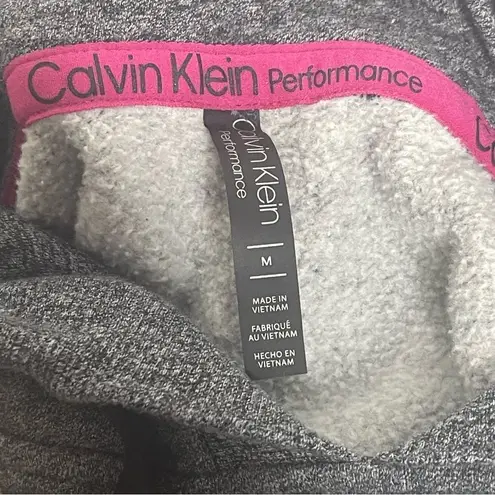 Calvin Klein Performance
Calvin Klein
Performance
M
MADE IN
VIETNAM
FABRIQUÉ
AU VIETNAM
HECHO EN
VIETNAM